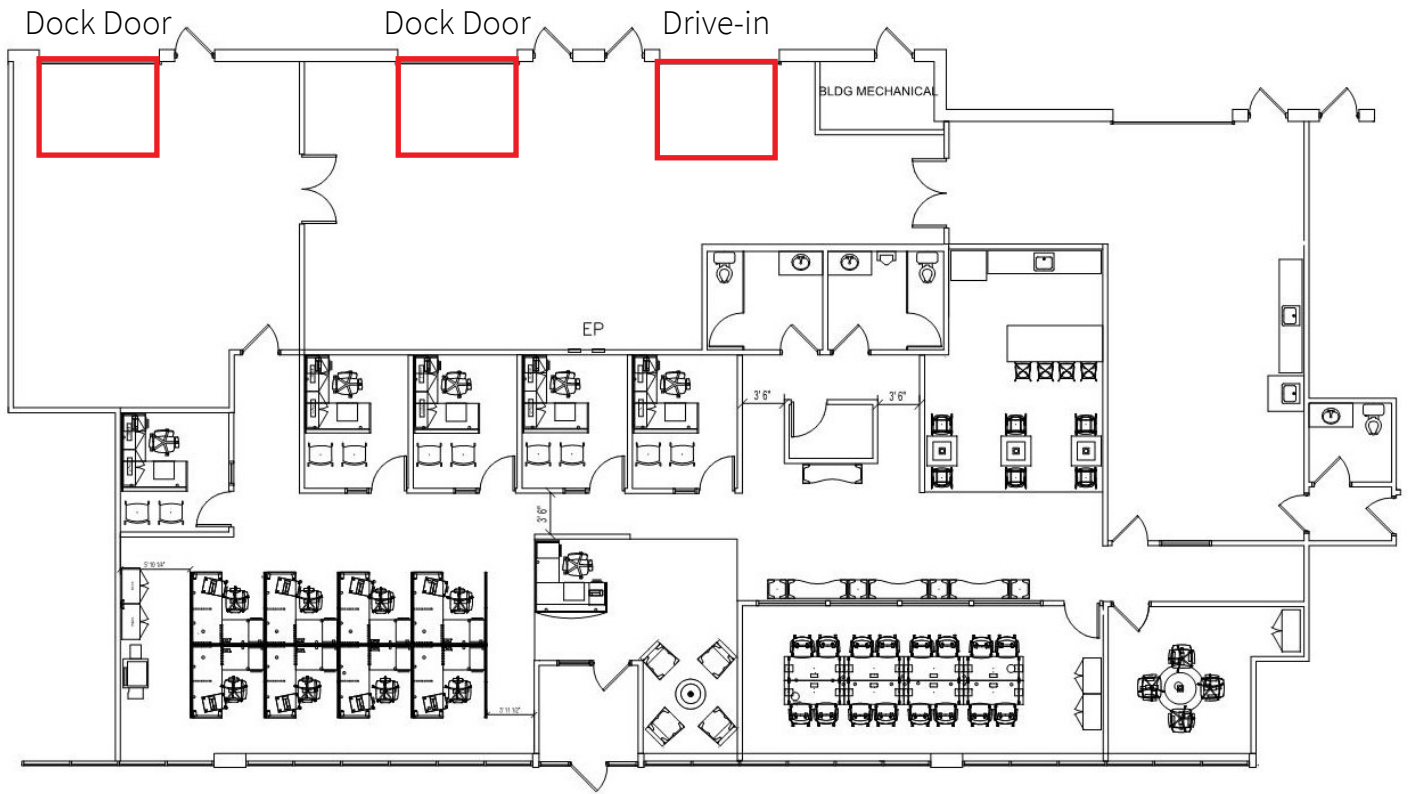 Dock Door
Dock Door
Drive-in
BLDG MECHANICAL
EP
3' 6"
3' 6"
3' 6"
5' 10 1/4"
3' 11 1/2"